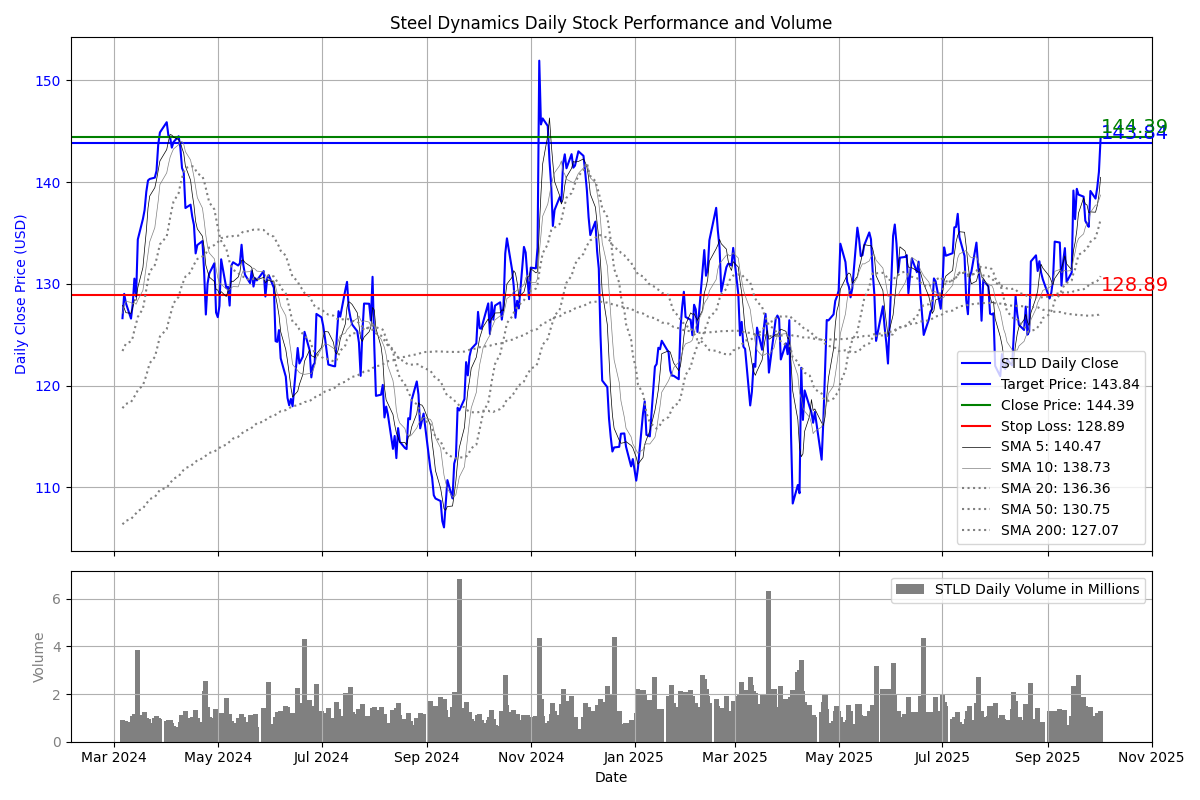 Steel Dynamics Daily Stock Performance and Volume
Daily Close Price (USD)
150
140
130
120
110
144.39
143.84
128.89
STLD Daily Close
Target Price: 143.84
Close Price: 144.39
Stop Loss: 128.89
SMA 5: 140.47
SMA 10: 138.73
SMA 20: 136.36
SMA 50: 130.75
SMA 200: 127.07
Volume
6
4
2
0
STLD Daily Volume in Millions
Mar 2024 May 2024 Jul 2024 Sep 2024 Nov 2024 Jan 2025 Mar 2025 May 2025 Jul 2025 Sep 2025 Nov 2025
Date